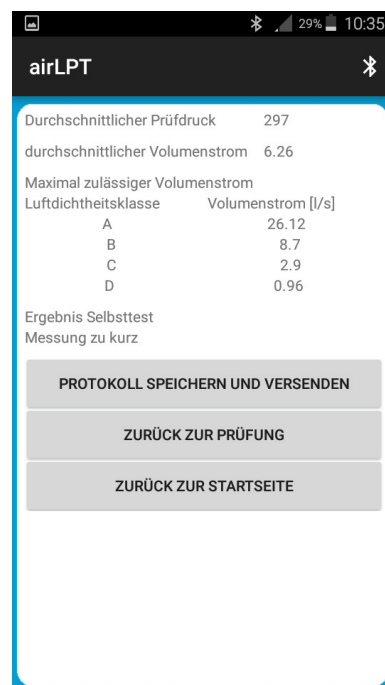 29% 10:35
airLPT
Durchschnittlicher Prüfdruck 297
durchschnittlicher Volumenstrom 6.26
Maximal zulässiger Volumenstrom
Luftdichtheitsklasse Volumenstrom [l/s]
A 26.12
B 8.7
C 2.9
D 0.96
Ergebnis Selbsttest
Messung zu kurz
PROTOKOLL SPEICHERN UND VERSENDEN
ZURÜCK ZUR PRÜFUNG
ZURÜCK ZUR STARTSEITE